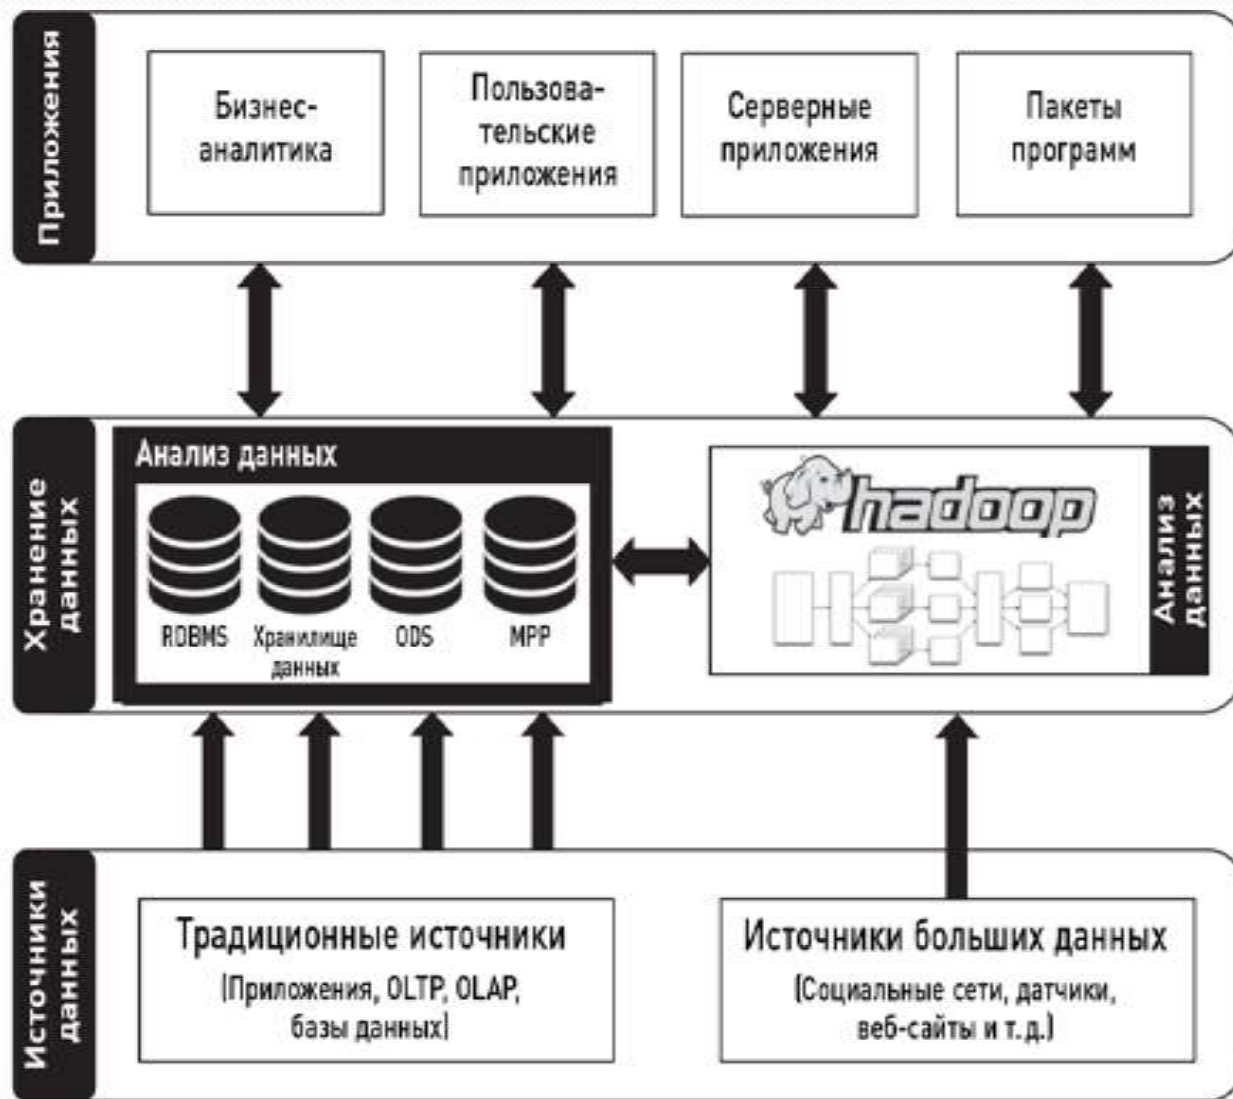 Приложения
Бизнес-
аналитика
Пользова-
тельские
приложения
Серверные
приложения
Пакеты
программ
Хранение
данных
Анализ данных
RDBMS
Хранилище
данных
ODS
MPP
hadoop
Анализ
данных
Источники
данных
Традиционные источники
(Приложения, OLTP, OLAP,
базы данных)
Источники больших данных
(Социальные сети, датчики,
веб-сайты и т. д.)